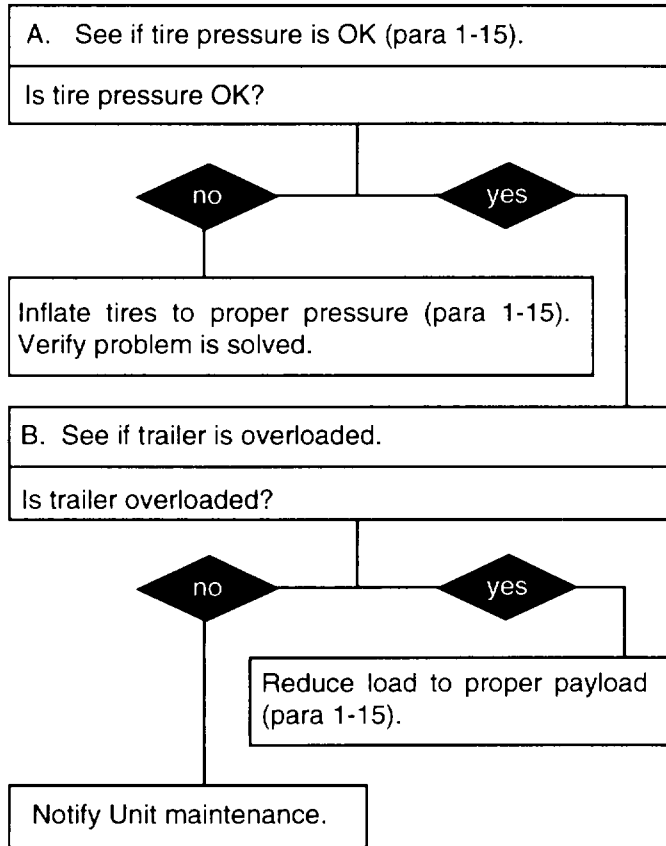 A. See if tire pressure is OK (para 1-15).
Is tire pressure OK?
no
yes
Inflate tires to proper pressure (para 1-15).
Verify problem is solved.
B. See if trailer is overloaded.
Is trailer overloaded?
no
yes
Reduce load to proper payload
(para 1-15).
Notify Unit maintenance.